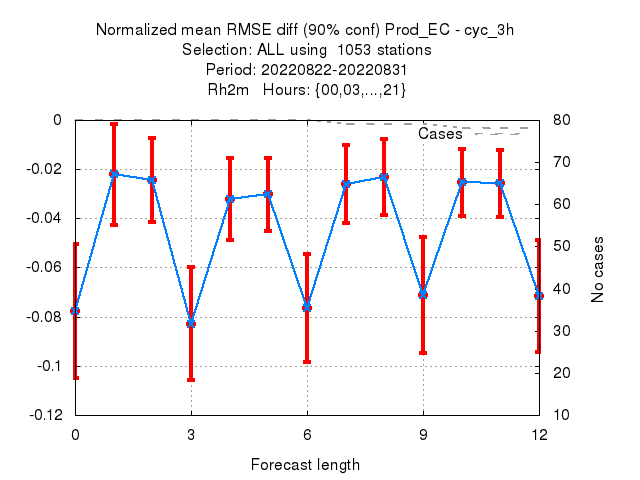 Normalized mean RMSE diff (90% conf) Prod_EC - cyc_3h
Selection: ALL using  1053 stations
Period: 20220822-20220831
Rh2m   Hours: {00,03,...,21}
0
-0.02
-0.04
-0.06
-0.08
-0.1
-0.12
Cases
80
70
60
50
40
30
20
10
No cases
0 3 6 9 12
Forecast length